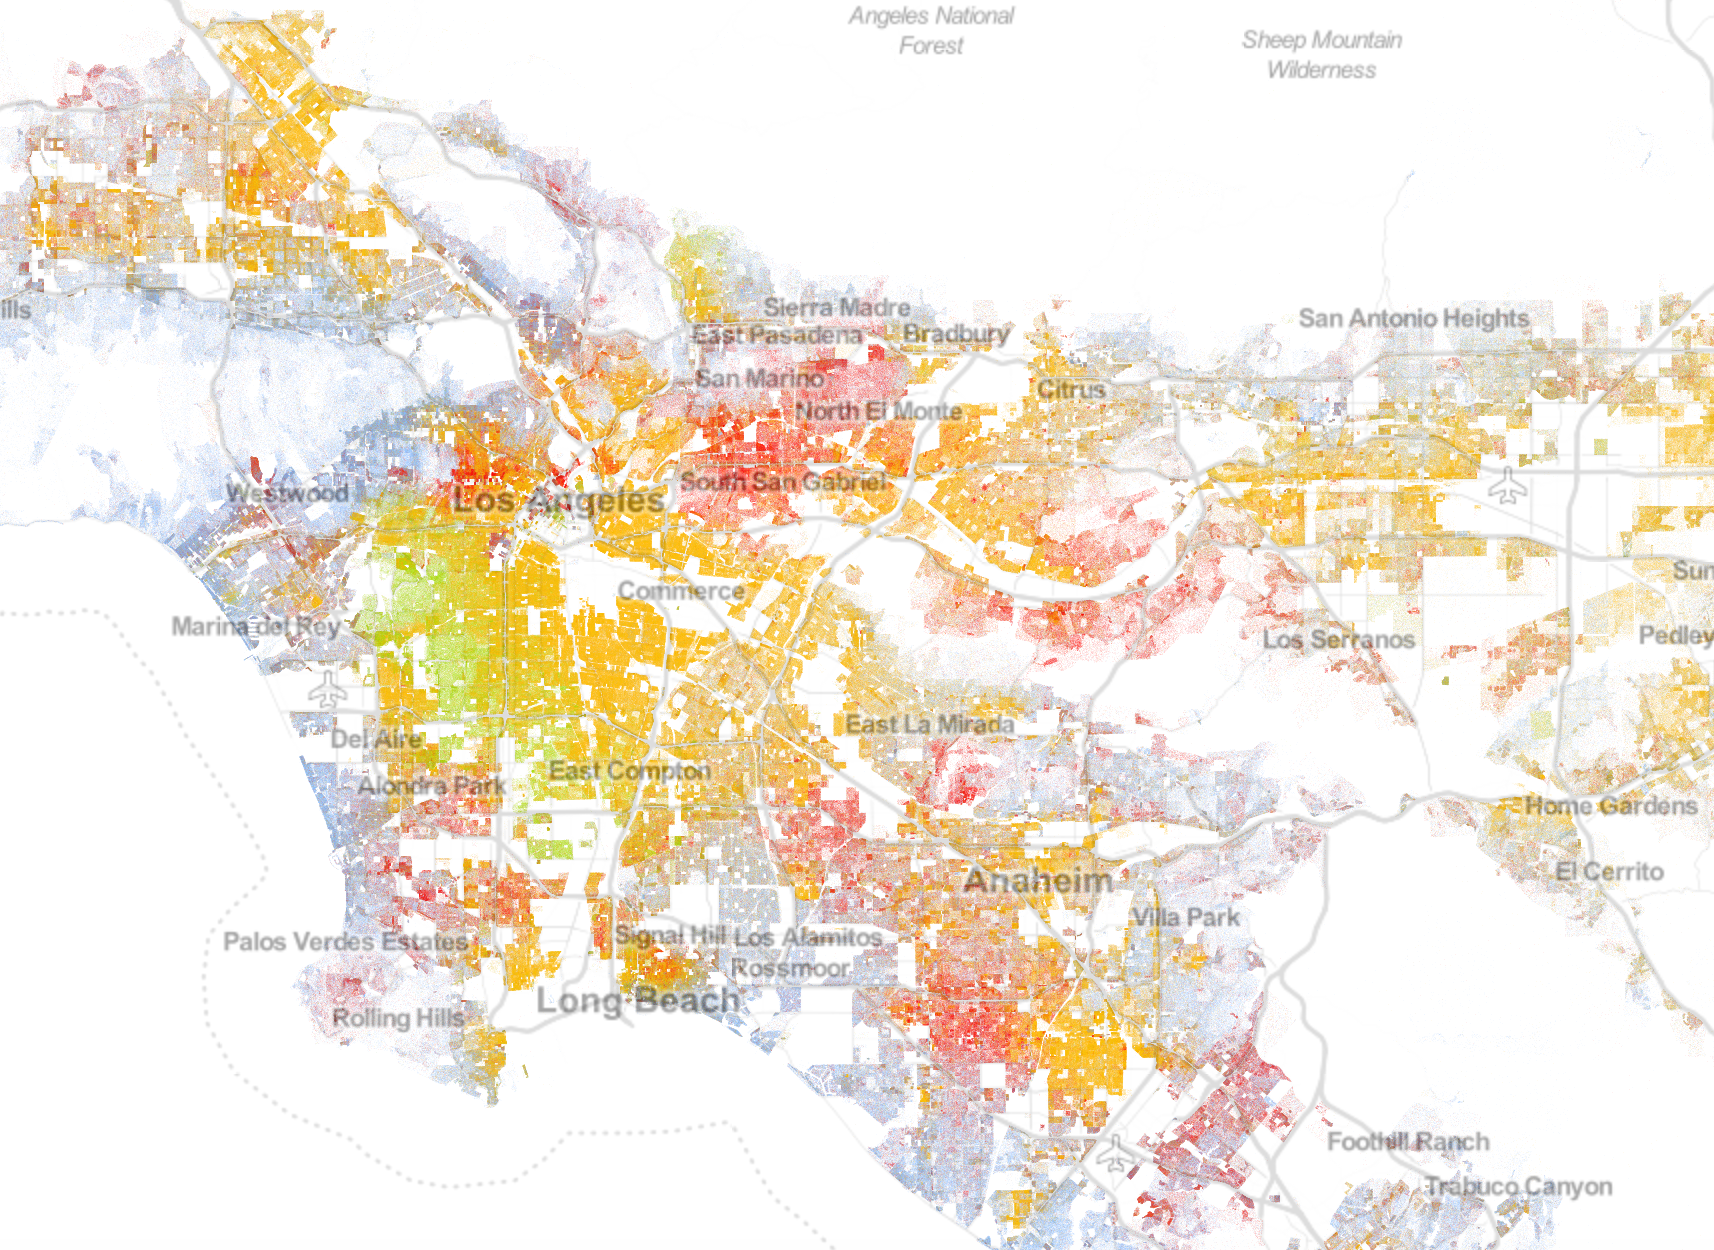 Angeles National
Forest
Sheep Mountain
Wilderness
ills
Sierra Madre
San Antonio Heights
East Pasadena
Bradbury
San Marino
Citrus
North El Monte
South San Gabriel
Westwood
Los Angeles
Commerce
Sun
Marina del Rey
Los Serranos
Pedley
Del Aire
East La Mirada
East Compton
Alondra Park
Home Gardens
Anaheim
El Cerrito
Villa Park
Palos Verdes Estates
Signal Hill
Los Alamitos
Rossmoor
Long Beach
Rolling Hills
Foothill Ranch
Trabuco Canyon